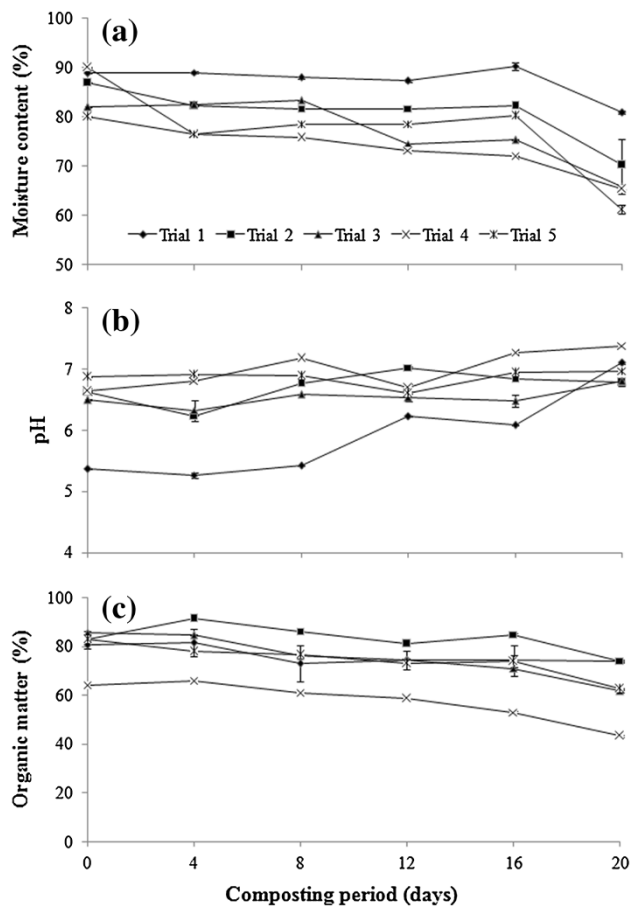 (a)
Moisture content (%)
100
90
80
70
60
50
Trial 1 Trial 2 Trial 3 Trial 4 Trial 5
(b)
pH
8
7
6
5
4
(c)
Organic matter (%)
100
80
60
40
20
0
0 4 8 12 16 20
Composting period (days)